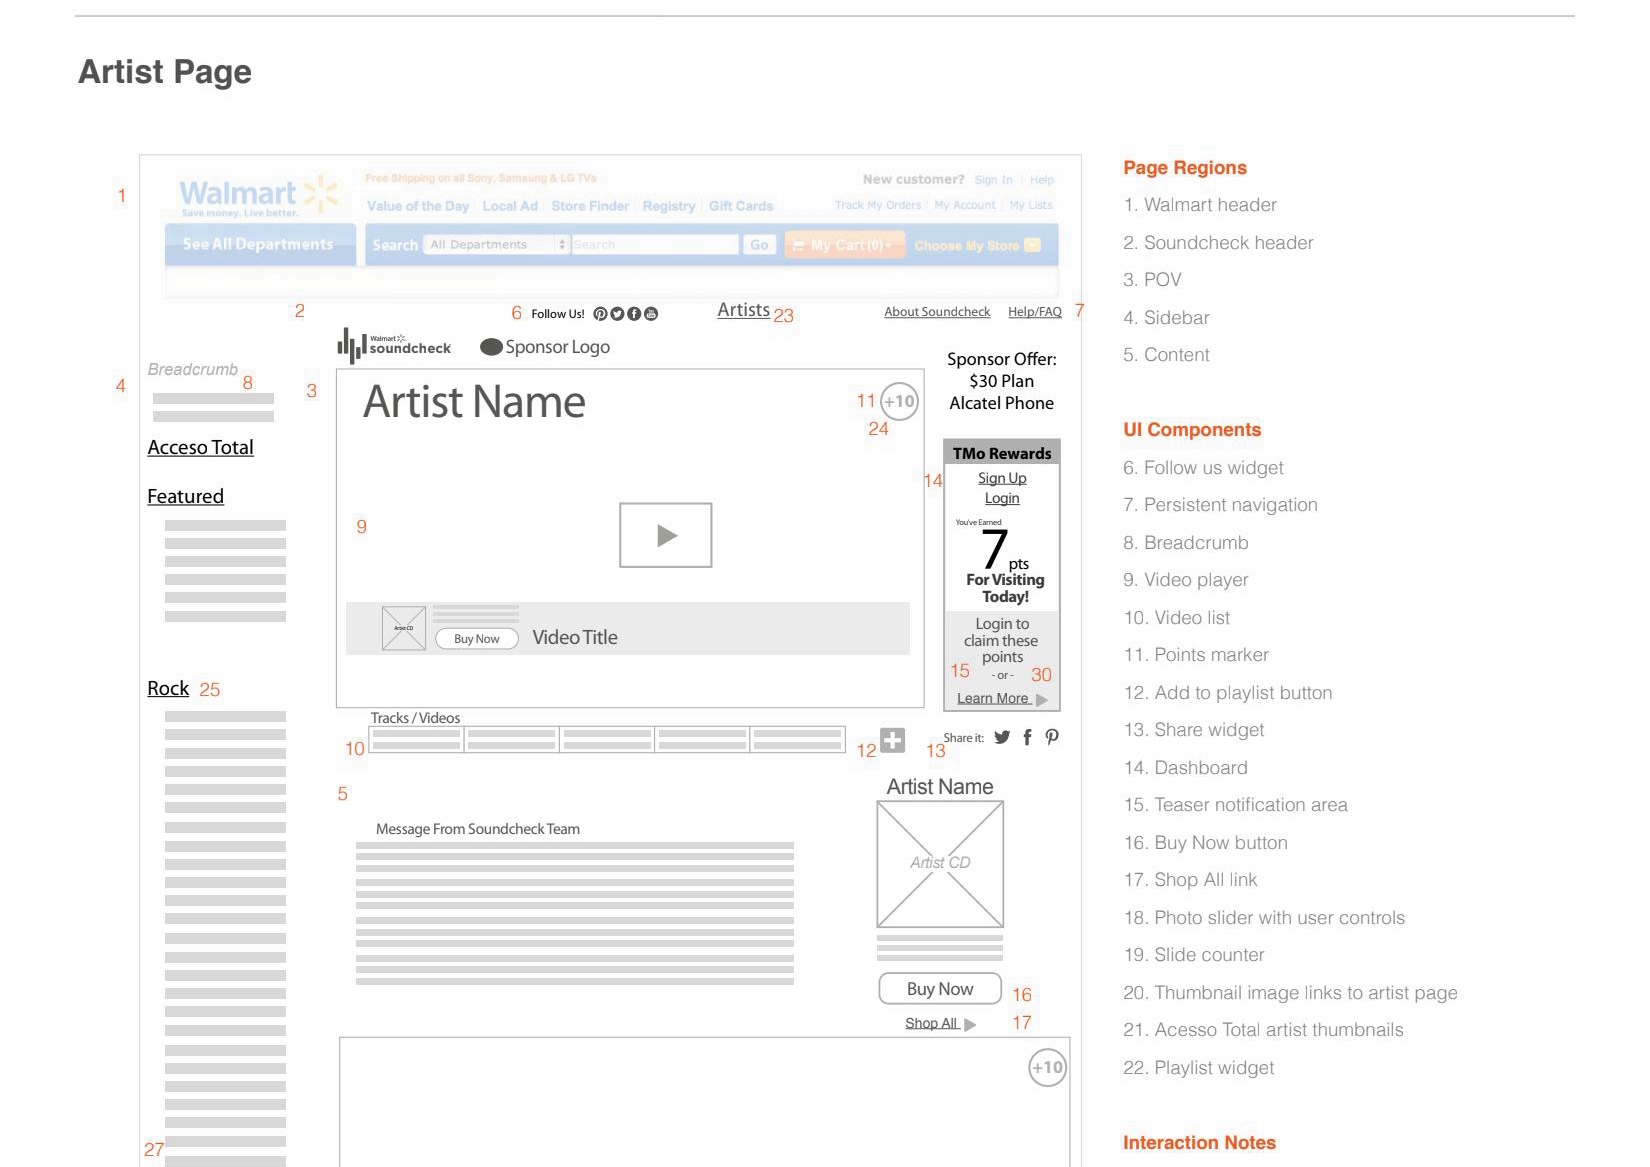 Artist Page
1
Walmart
Save money. Live better.
Free Shipping on all Sony, Samsung & LG TVs
Value of the Day Local Ad Store Finder Registry Gift Cards
New customer? Sign In Help
Track My Orders My Account My Lists
See All Departments
Search All Departments Search Go My Cart (0) Choose My Store
2
6 Follow Us!
Artists 23
About Soundcheck Help/FAQ 7
Walmart
soundcheck
Sponsor Logo
Sponsor Offer:
$30 Plan
Alcatel Phone
4
Breadcrumb
8
Acceso Total
Featured
Rock 25
27
3
Artist Name
11 +10
24
9
Artist CD
Buy Now
Video Title
14
TMo Rewards
Sign Up
Login
You've Earned
7 pts
For Visiting
Today!
Login to
claim these
points
15 - or - 30
Learn More
Tracks / Videos
10
12
13 Share it:
5
Message From Soundcheck Team
Artist Name
Artist CD
Buy Now 16
Shop All 17
+10
Page Regions
1. Walmart header
2. Soundcheck header
3. POV
4. Sidebar
5. Content
UI Components
6. Follow us widget
7. Persistent navigation
8. Breadcrumb
9. Video player
10. Video list
11. Points marker
12. Add to playlist button
13. Share widget
14. Dashboard
15. Teaser notification area
16. Buy Now button
17. Shop All link
18. Photo slider with user controls
19. Slide counter
20. Thumbnail image links to artist page
21. Acesso Total artist thumbnails
22. Playlist widget
Interaction Notes